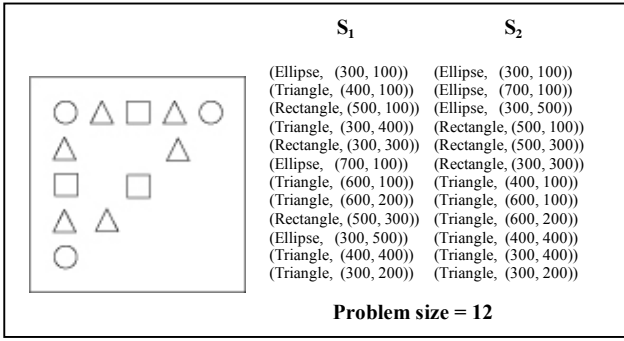 S₁ S₂
(Ellipse, (300, 100)) (Ellipse, (300, 100))
(Triangle, (400, 100)) (Ellipse, (700, 100))
(Rectangle, (500, 100)) (Ellipse, (300, 500))
(Triangle, (300, 400)) (Rectangle, (500, 100))
(Rectangle, (300, 300)) (Rectangle, (500, 300))
(Ellipse, (700, 100)) (Rectangle, (300, 300))
(Triangle, (600, 100)) (Triangle, (400, 100))
(Triangle, (600, 200)) (Triangle, (600, 100))
(Rectangle, (500, 300)) (Triangle, (600, 200))
(Ellipse, (300, 500)) (Triangle, (400, 400))
(Triangle, (400, 400)) (Triangle, (300, 400))
(Triangle, (300, 200)) (Triangle, (300, 200))
Problem size = 12